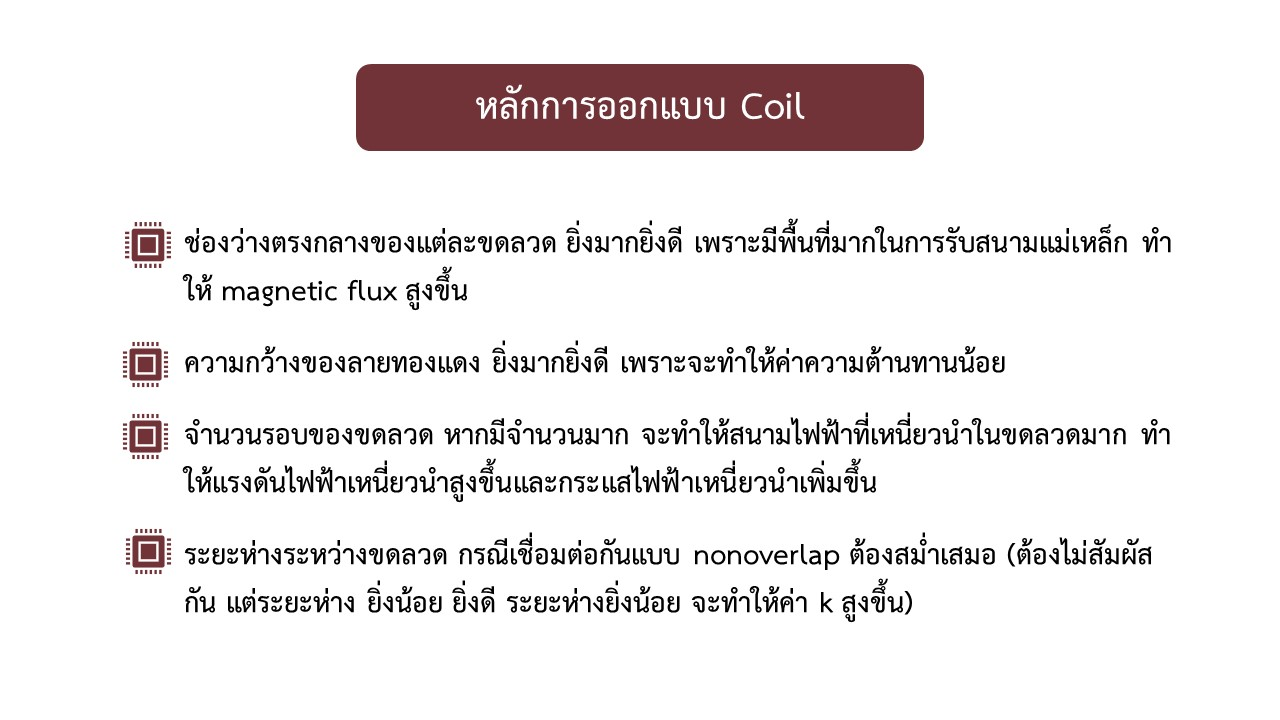 หลักการออกแบบ Coil
ช่องว่างตรงกลางของแต่ละขดลวด ยิ่งมากยิ่งดี เพราะมีพื้นที่มากในการรับสนามแม่เหล็ก ทำ
ให้ magnetic flux สูงขึ้น
ความกว้างของลายทองแดง ยิ่งมากยิ่งดี เพราะจะทำให้ค่าความต้านทานน้อย
จำนวนรอบของขดลวด หากมีจำนวนมาก จะทำให้สนามไฟฟ้าที่เหนี่ยวนำในขดลวดมาก ทำ
ให้แรงดันไฟฟ้าเหนี่ยวนำสูงขึ้นและกระแสไฟฟ้าเหนี่ยวนำเพิ่มขึ้น
ระยะห่างระหว่างขดลวด กรณีเชื่อมต่อกันแบบ nonoverlap ต้องสม่ำเสมอ (ต้องไม่สัมผัส
กัน แต่ระยะห่าง ยิ่งน้อย ยิ่งดี ระยะห่างยิ่งน้อย จะทำให้ค่า k สูงขึ้น)